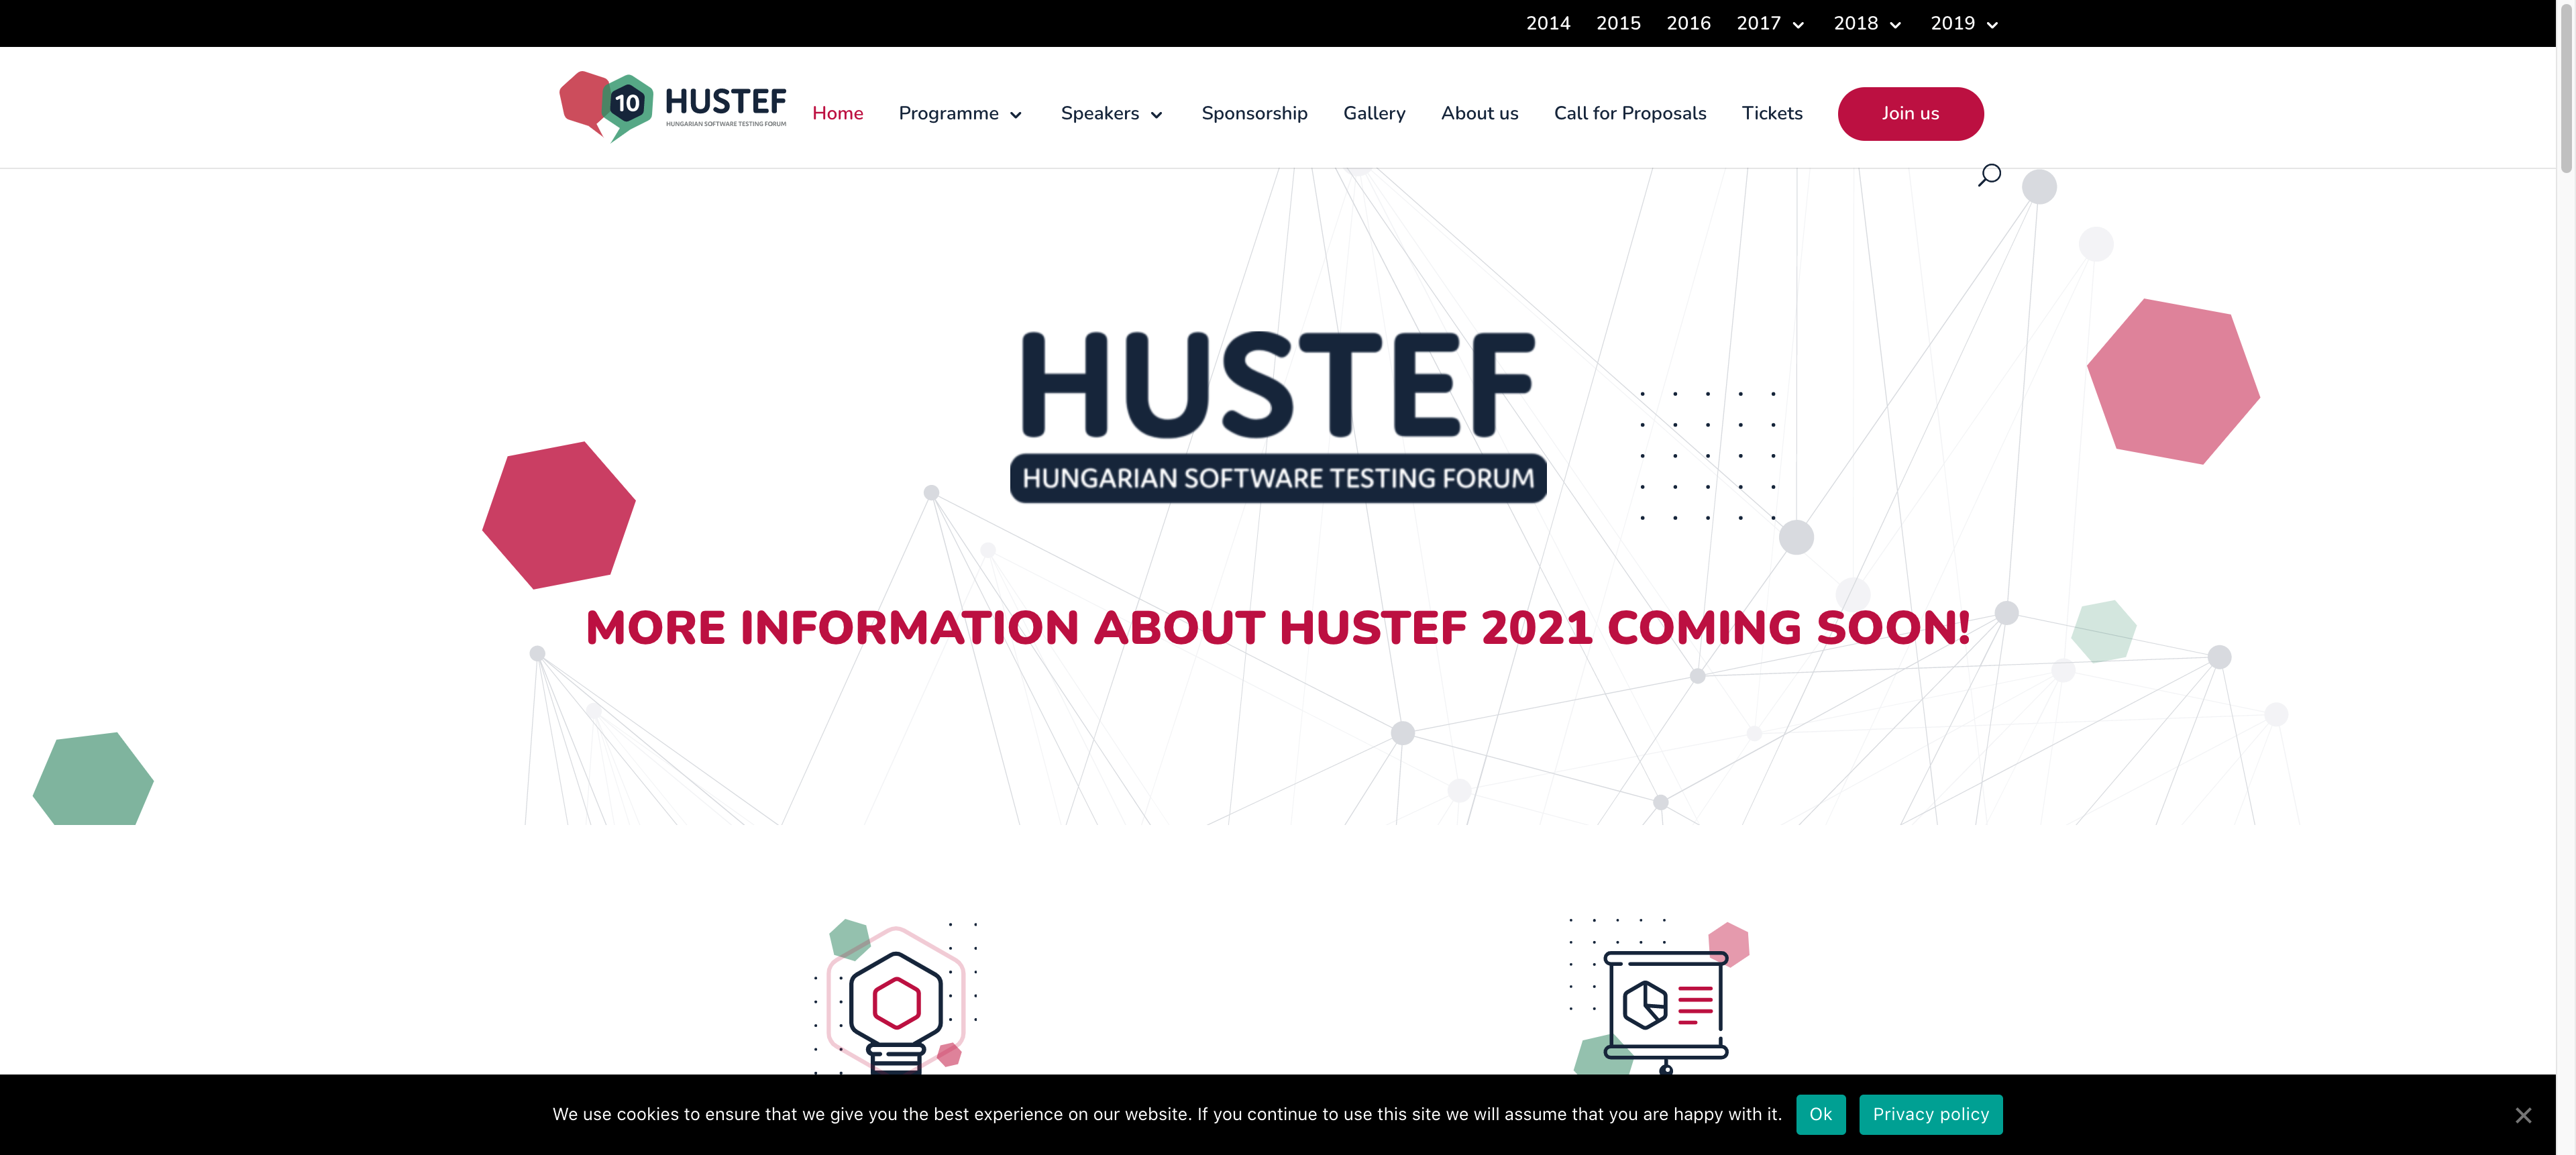 2014 2015 2016 2017 2018 2019
10 HUSTEF
HUNGARIAN SOFTWARE TESTING FORUM
Home Programme Speakers Sponsorship Gallery About us Call for Proposals Tickets Join us
HUSTEF
HUNGARIAN SOFTWARE TESTING FORUM
MORE INFORMATION ABOUT HUSTEF 2021 COMING SOON!
We use cookies to ensure that we give you the best experience on our website. If you continue to use this site we will assume that you are happy with it. Ok Privacy policy